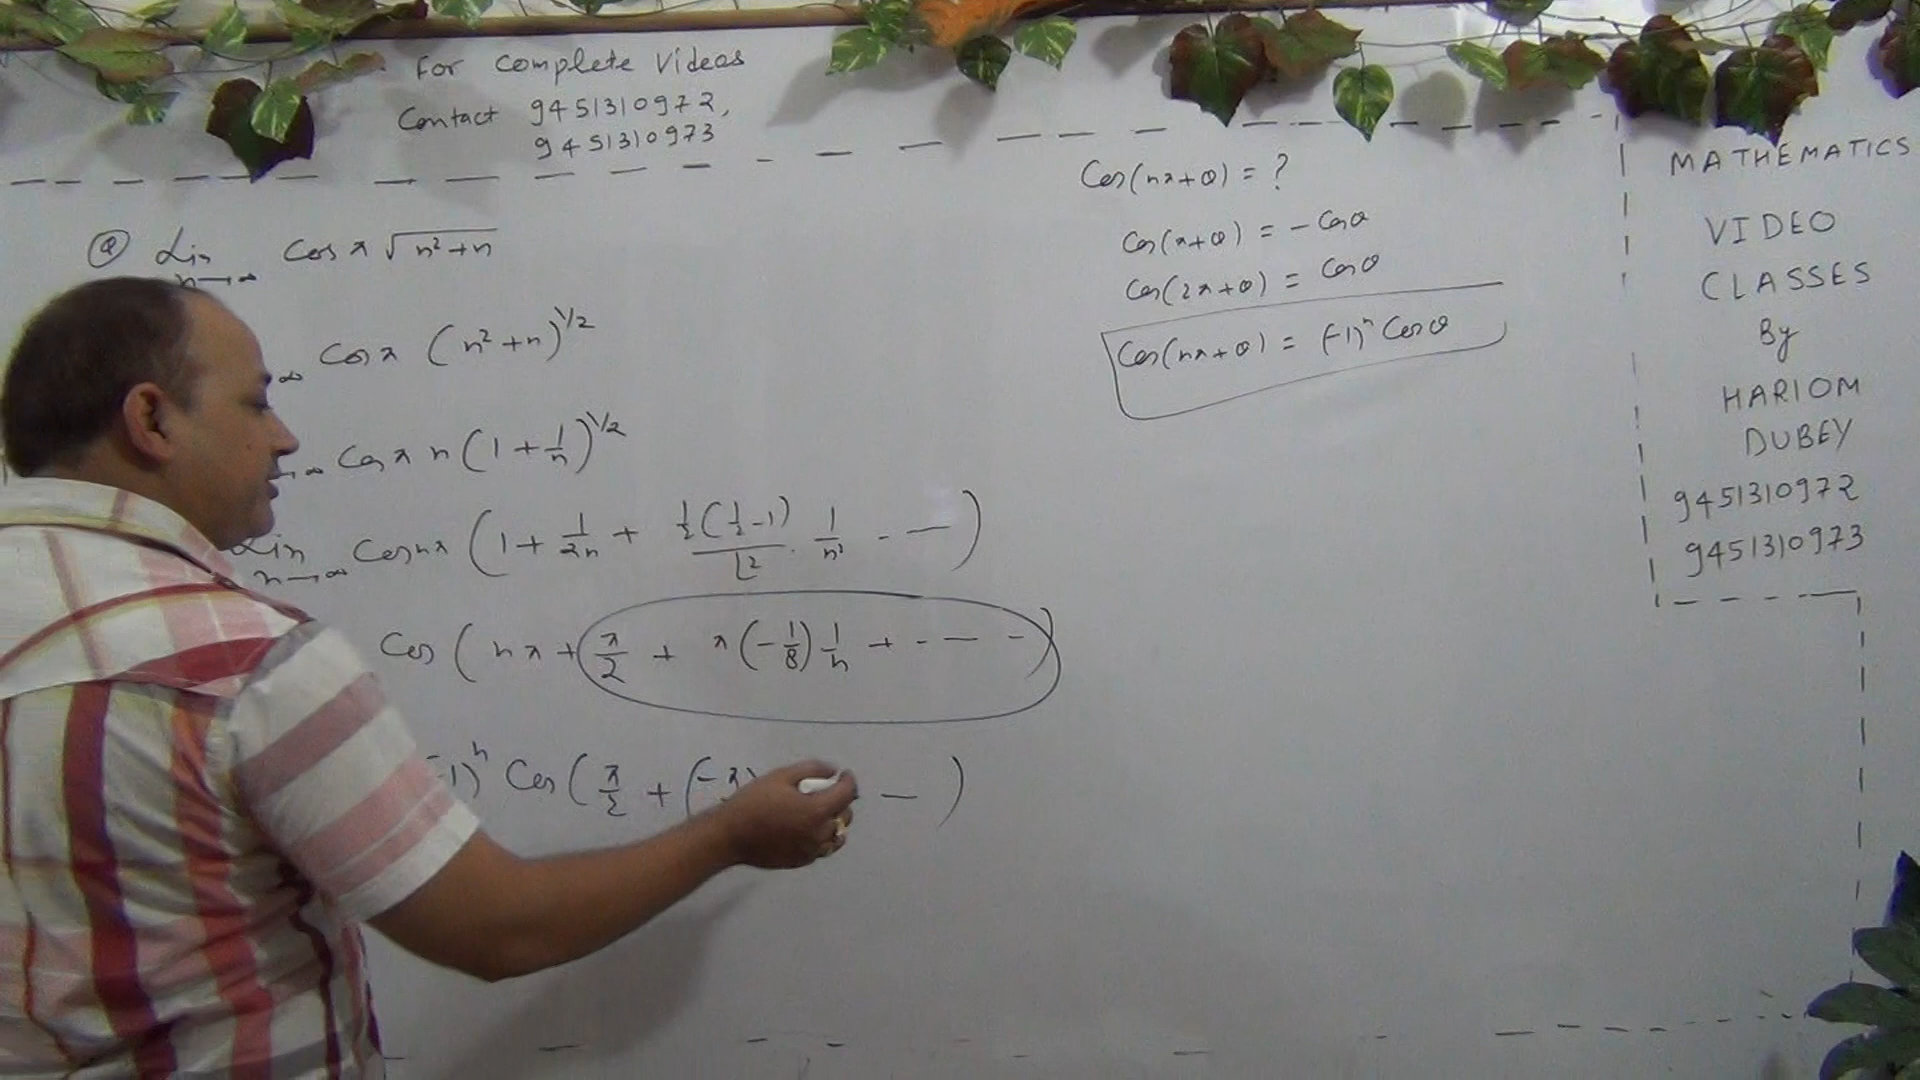 For Complete Videos
Contact 9451310972,
9451310973
Q Lim n→∞ Cos π √(n²+n)
∞ Cos π (n²+n)^1/2
→∞ Cos π n (1 + 1/n)^1/2
Lim n→∞ Cos nπ (1 + 1/2n + ½(½-1)/⌊2 · 1/n² - —)
Cos (nπ + π/2 + π(-1/8) 1/n + - — -)
-1)^n Cos (π/2 + (-π — )
Cos(nπ+θ) = ?
Cos(π+θ) = - Cosθ
Cos(2π+θ) = Cosθ
Cos(nπ+θ) = (-1)^n Cosθ
MATHEMATICS
VIDEO
CLASSES
By
HARIOM
DUBEY
9451310972
9451310973